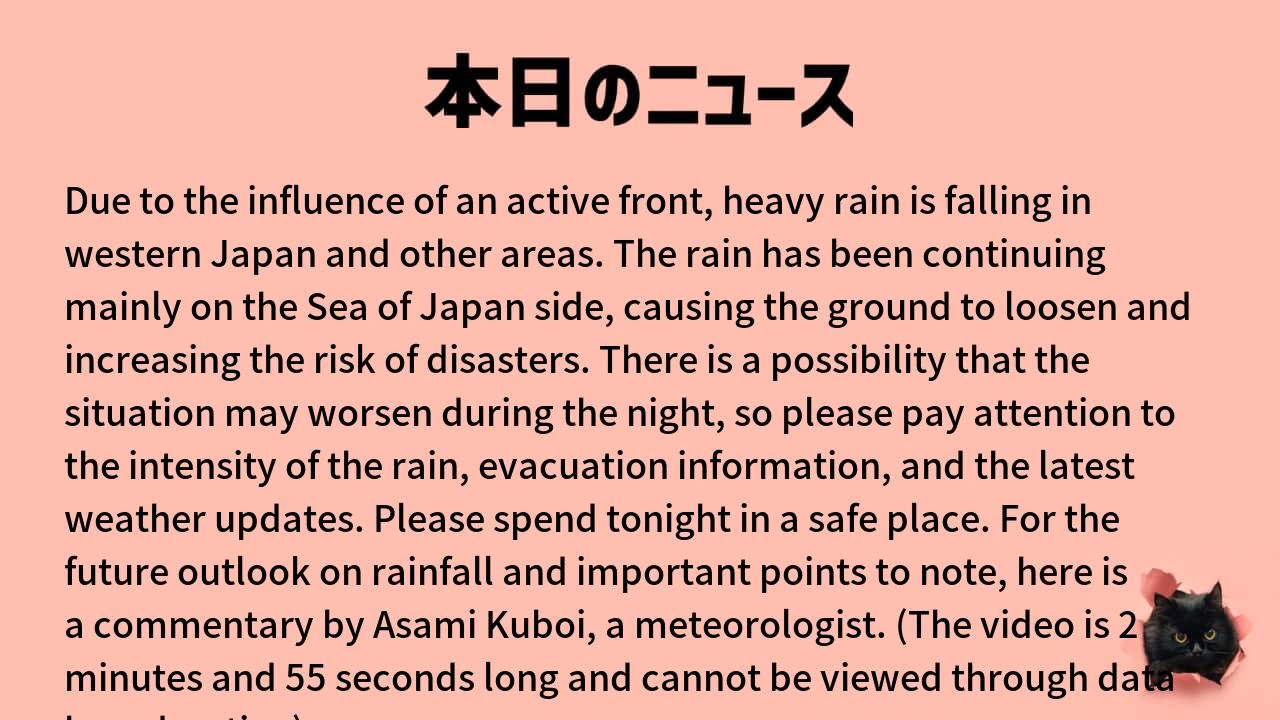 本日のニュース
Due to the influence of an active front, heavy rain is falling in
western Japan and other areas. The rain has been continuing
mainly on the Sea of Japan side, causing the ground to loosen and
increasing the risk of disasters. There is a possibility that the
situation may worsen during the night, so please pay attention to
the intensity of the rain, evacuation information, and the latest
weather updates. Please spend tonight in a safe place. For the
future outlook on rainfall and important points to note, here is
a commentary by Asami Kuboi, a meteorologist. (The video is 2
minutes and 55 seconds long and cannot be viewed through data